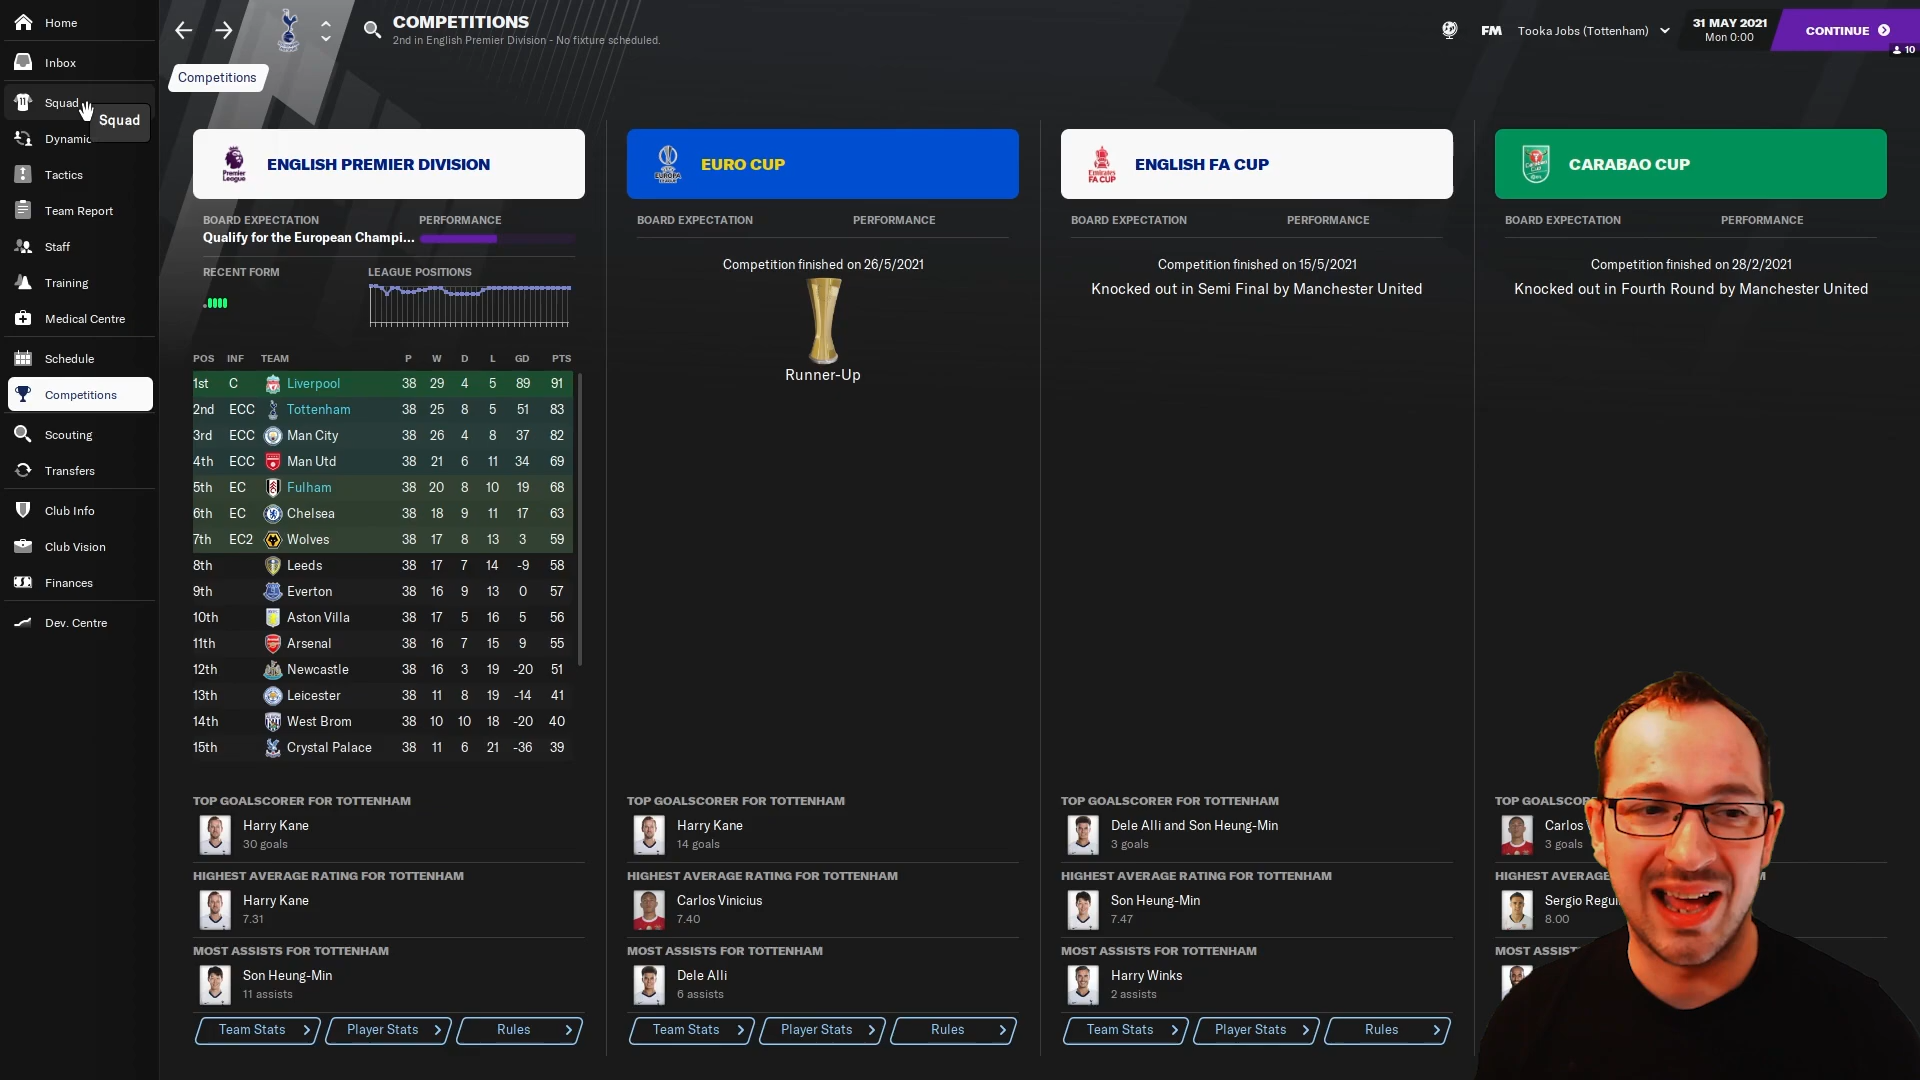 Home
Inbox
Squad
Squad
Dynamic
Tactics
Team Report
Staff
Training
Medical Centre
Schedule
Competitions
Scouting
Transfers
Club Info
Club Vision
Finances
Dev. Centre
COMPETITIONS
2nd in English Premier Division - No fixture scheduled.
FM Tooka Jobs (Tottenham)
31 MAY 2021
Mon 0:00
CONTINUE
10
Competitions
Premier League
ENGLISH PREMIER DIVISION
BOARD EXPECTATION PERFORMANCE
Qualify for the European Champi...
RECENT FORM LEAGUE POSITIONS
POS INF TEAM P W D L GD PTS
1st C Liverpool 38 29 4 5 89 91
2nd ECC Tottenham 38 25 8 5 51 83
3rd ECC Man City 38 26 4 8 37 82
4th ECC Man Utd 38 21 6 11 34 69
5th EC Fulham 38 20 8 10 19 68
6th EC Chelsea 38 18 9 11 17 63
7th EC2 Wolves 38 17 8 13 3 59
8th Leeds 38 17 7 14 -9 58
9th Everton 38 16 9 13 0 57
10th Aston Villa 38 17 5 16 5 56
11th Arsenal 38 16 7 15 9 55
12th Newcastle 38 16 3 19 -20 51
13th Leicester 38 11 8 19 -14 41
14th West Brom 38 10 10 18 -20 40
15th Crystal Palace 38 11 6 21 -36 39
TOP GOALSCORER FOR TOTTENHAM
Harry Kane
30 goals
HIGHEST AVERAGE RATING FOR TOTTENHAM
Harry Kane
7.31
MOST ASSISTS FOR TOTTENHAM
Son Heung-Min
11 assists
Team Stats Player Stats Rules
EUROPA
EURO CUP
BOARD EXPECTATION PERFORMANCE
Competition finished on 26/5/2021
Runner-Up
TOP GOALSCORER FOR TOTTENHAM
Harry Kane
14 goals
HIGHEST AVERAGE RATING FOR TOTTENHAM
Carlos Vinicius
7.40
MOST ASSISTS FOR TOTTENHAM
Dele Alli
6 assists
Team Stats Player Stats Rules
Emirates
FA CUP
ENGLISH FA CUP
BOARD EXPECTATION PERFORMANCE
Competition finished on 15/5/2021
Knocked out in Semi Final by Manchester United
TOP GOALSCORER FOR TOTTENHAM
Dele Alli and Son Heung-Min
3 goals
HIGHEST AVERAGE RATING FOR TOTTENHAM
Son Heung-Min
7.47
MOST ASSISTS FOR TOTTENHAM
Harry Winks
2 assists
Team Stats Player Stats Rules
CARABAO CUP
BOARD EXPECTATION PERFORMANCE
Competition finished on 28/2/2021
Knocked out in Fourth Round by Manchester United
TOP GOALSCO
Carlos
3 goals
HIGHEST AVERAGE
Sergio Regui
8.00
MOST ASSIST